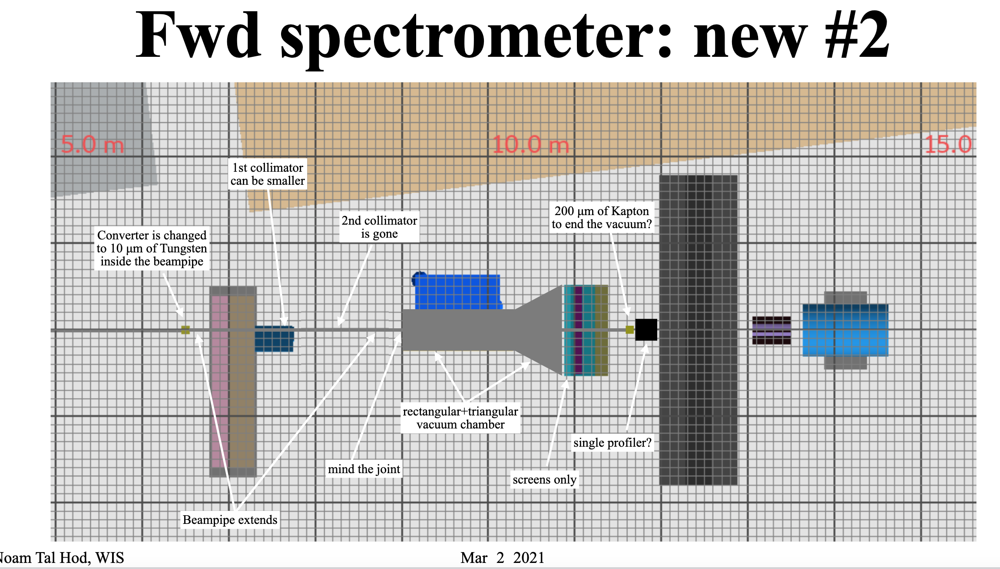 Fwd spectrometer: new #2
5.0 m
10.0 m
15.0
1st collimator
can be smaller
200 μm of Kapton
to end the vacuum?
2nd collimator
is gone
Converter is changed
to 10 μm of Tungsten
inside the beampipe
rectangular+triangular
vacuum chamber
single profiler?
mind the joint
screens only
Beampipe extends
Noam Tal Hod, WIS
Mar 2 2021